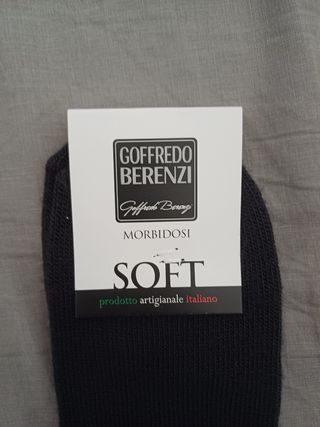 GOFFREDO
BERENZI
Goffredo Berenzi
MORBIDOSI
SOFT
prodotto artigianale italiano